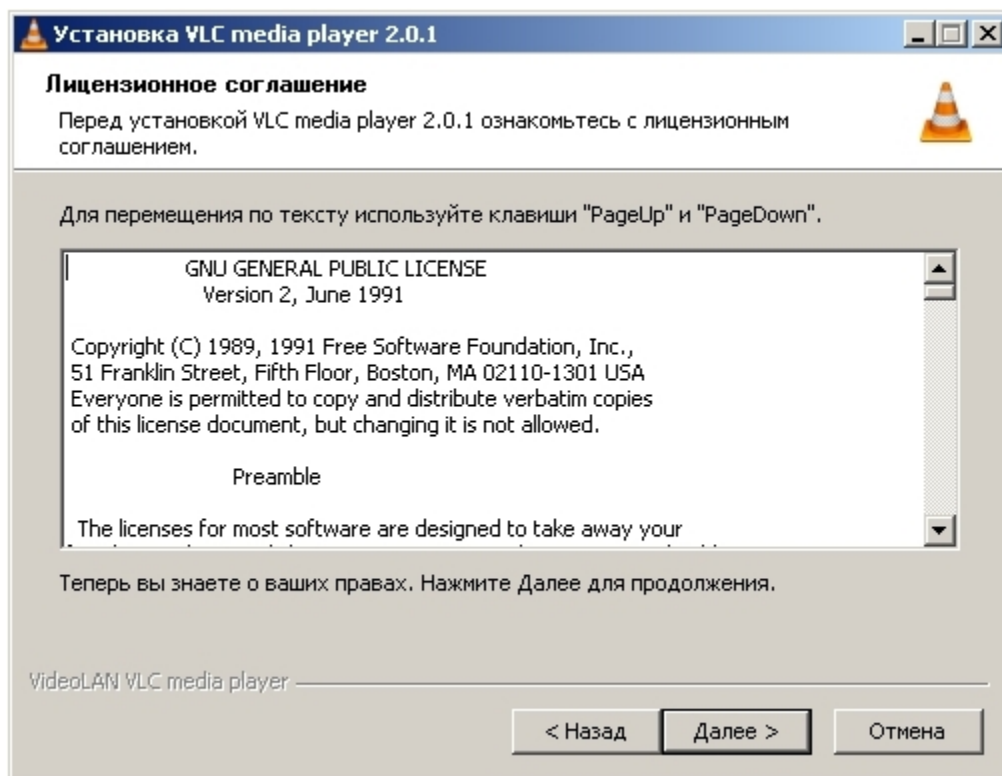 Установка VLC media player 2.0.1
Лицензионное соглашение
Перед установкой VLC media player 2.0.1 ознакомьтесь с лицензионным
соглашением.
Для перемещения по тексту используйте клавиши "PageUp" и "PageDown".
GNU GENERAL PUBLIC LICENSE
Version 2, June 1991
Copyright (C) 1989, 1991 Free Software Foundation, Inc.,
51 Franklin Street, Fifth Floor, Boston, MA 02110-1301 USA
Everyone is permitted to copy and distribute verbatim copies
of this license document, but changing it is not allowed.
Preamble
The licenses for most software are designed to take away your
Теперь вы знаете о ваших правах. Нажмите Далее для продолжения.
VideoLAN VLC media player
< Назад
Далее >
Отмена